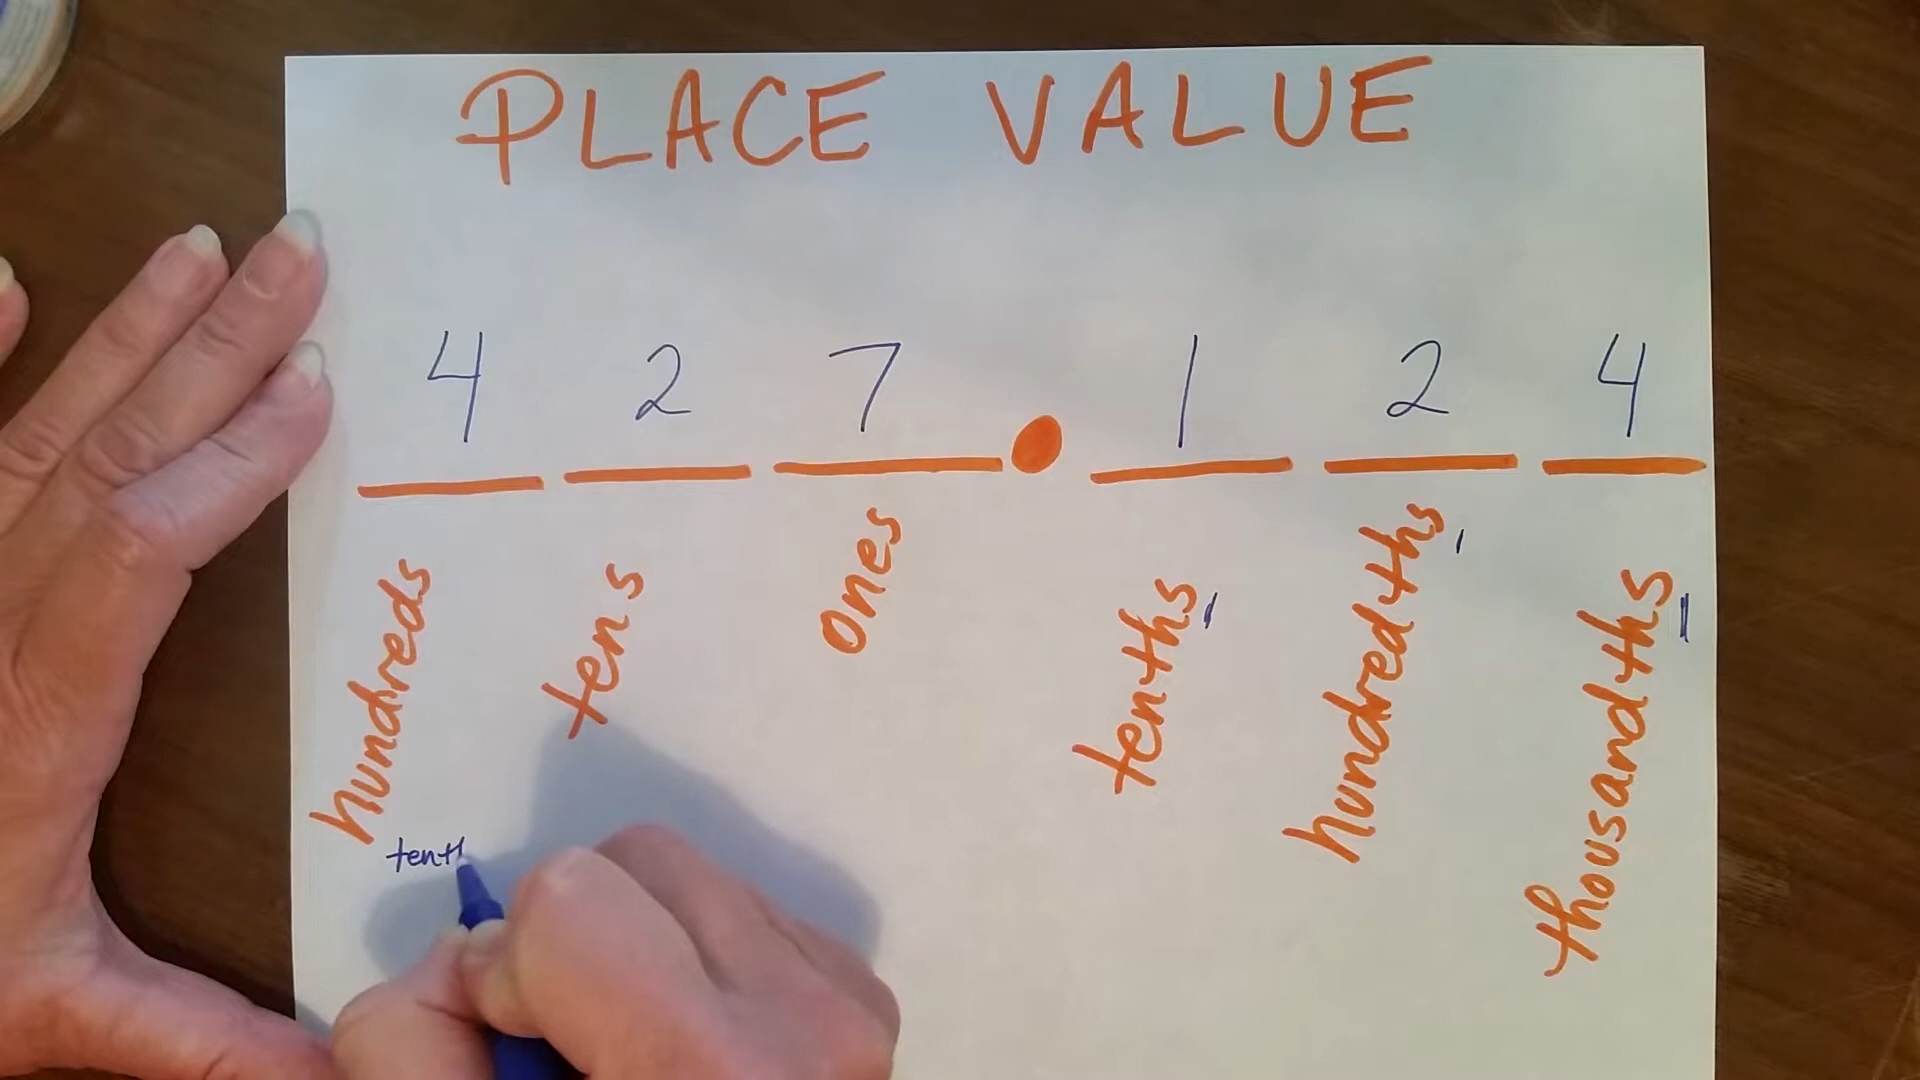 PLACE VALUE
4 2 7 . 1 2 4
hundreds tens ones tenths hundredths thousandths
tenth